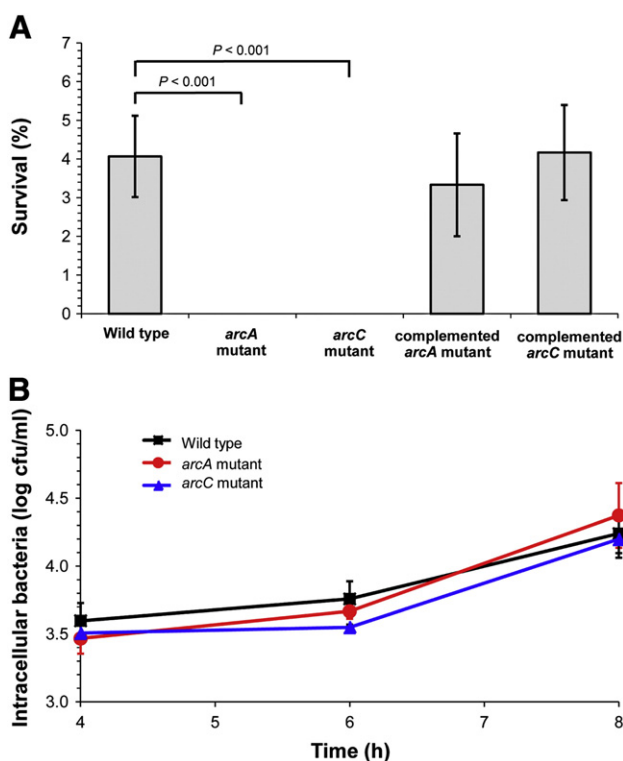 A
P < 0.001
P < 0.001
Survival (%)
7
6
5
4
3
2
1
0
Wild type
arcA
mutant
arcC
mutant
complemented
arcA mutant
complemented
arcC mutant
B
Wild type
arcA mutant
arcC mutant
Intracellular bacteria (log cfu/ml)
5.0
4.5
4.0
3.5
3.0
4
5
6
7
8
Time (h)